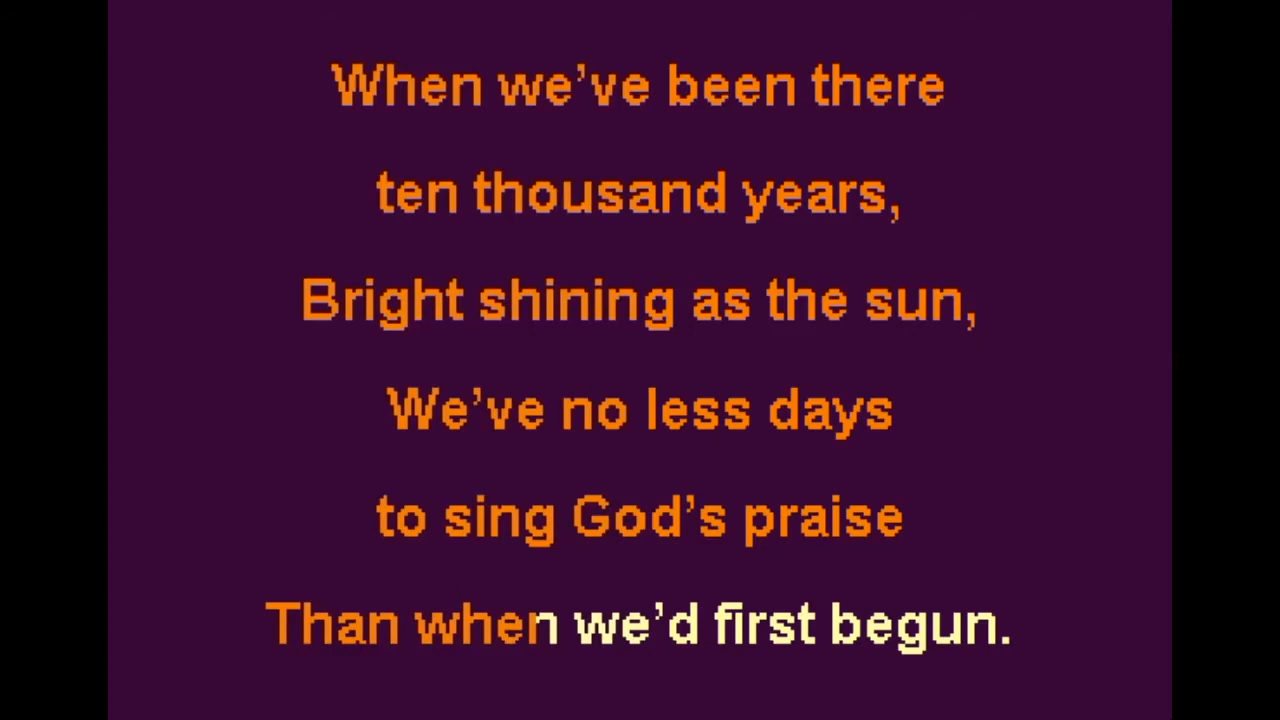 When we’ve been there
ten thousand years,
Bright shining as the sun,
We’ve no less days
to sing God’s praise
Than when we’d first begun.